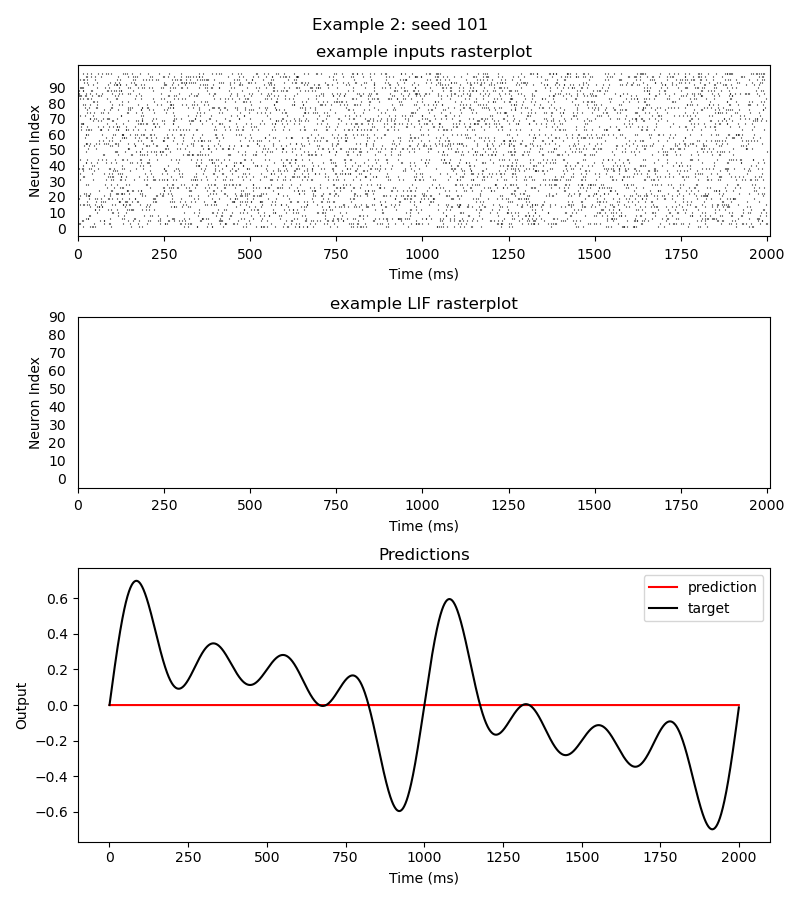 Example 2: seed 101
example inputs rasterplot
Neuron Index
90
80
70
60
50
40
30
20
10
0
0 250 500 750 1000 1250 1500 1750 2000
Time (ms)
example LIF rasterplot
Neuron Index
90
80
70
60
50
40
30
20
10
0
0 250 500 750 1000 1250 1500 1750 2000
Time (ms)
Predictions
Output
0.6
0.4
0.2
0.0
−0.2
−0.4
−0.6
prediction
target
0 250 500 750 1000 1250 1500 1750 2000
Time (ms)